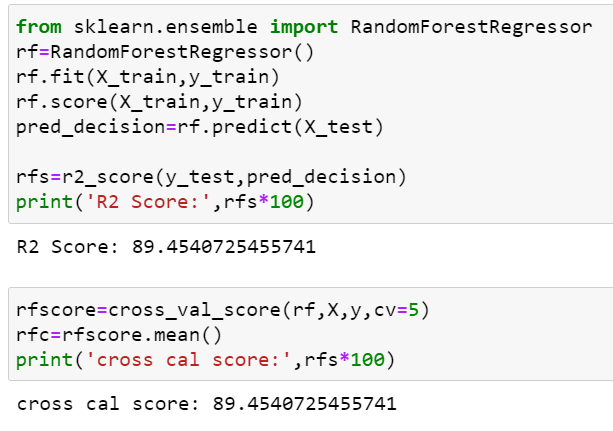 from sklearn.ensemble import RandomForestRegressor
rf=RandomForestRegressor()
rf.fit(X_train,y_train)
rf.score(X_train,y_train)
pred_decision=rf.predict(X_test)
rfs=r2_score(y_test,pred_decision)
print('R2 Score:',rfs*100)
R2 Score: 89.4540725455741
rfscore=cross_val_score(rf,X,y,cv=5)
rfc=rfscore.mean()
print('cross cal score:',rfs*100)
cross cal score: 89.4540725455741